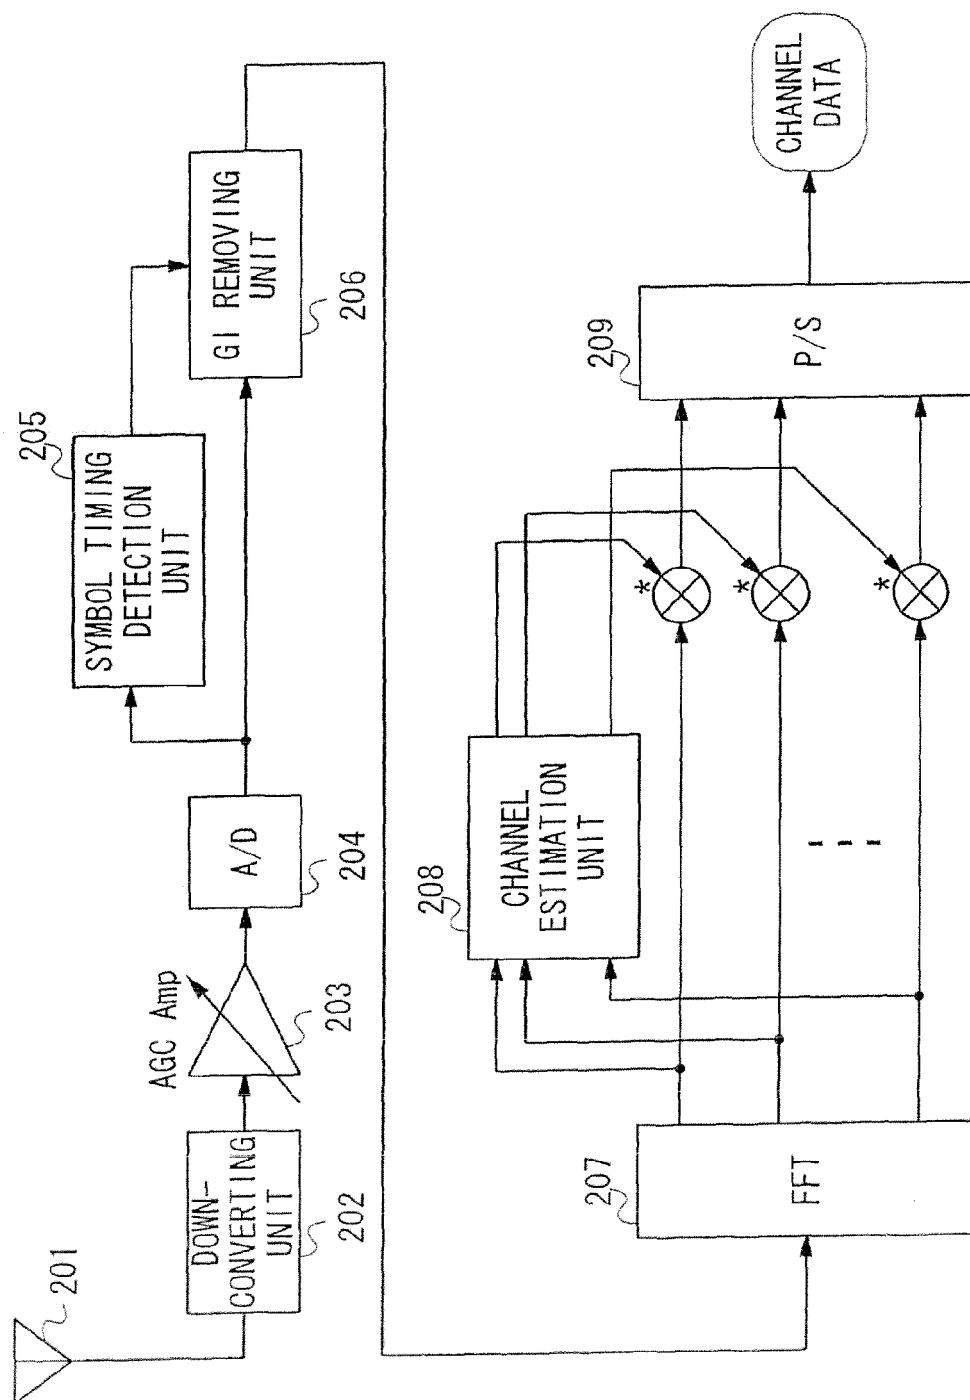 201
DOWN-
CONVERTING
UNIT
202
AGC Amp
203
A/D
204
SYMBOL TIMING
DETECTION
UNIT
205
GI REMOVING
UNIT
206
FFT
207
CHANNEL
ESTIMATION
UNIT
208
*
*
*
P/S
209
CHANNEL
DATA